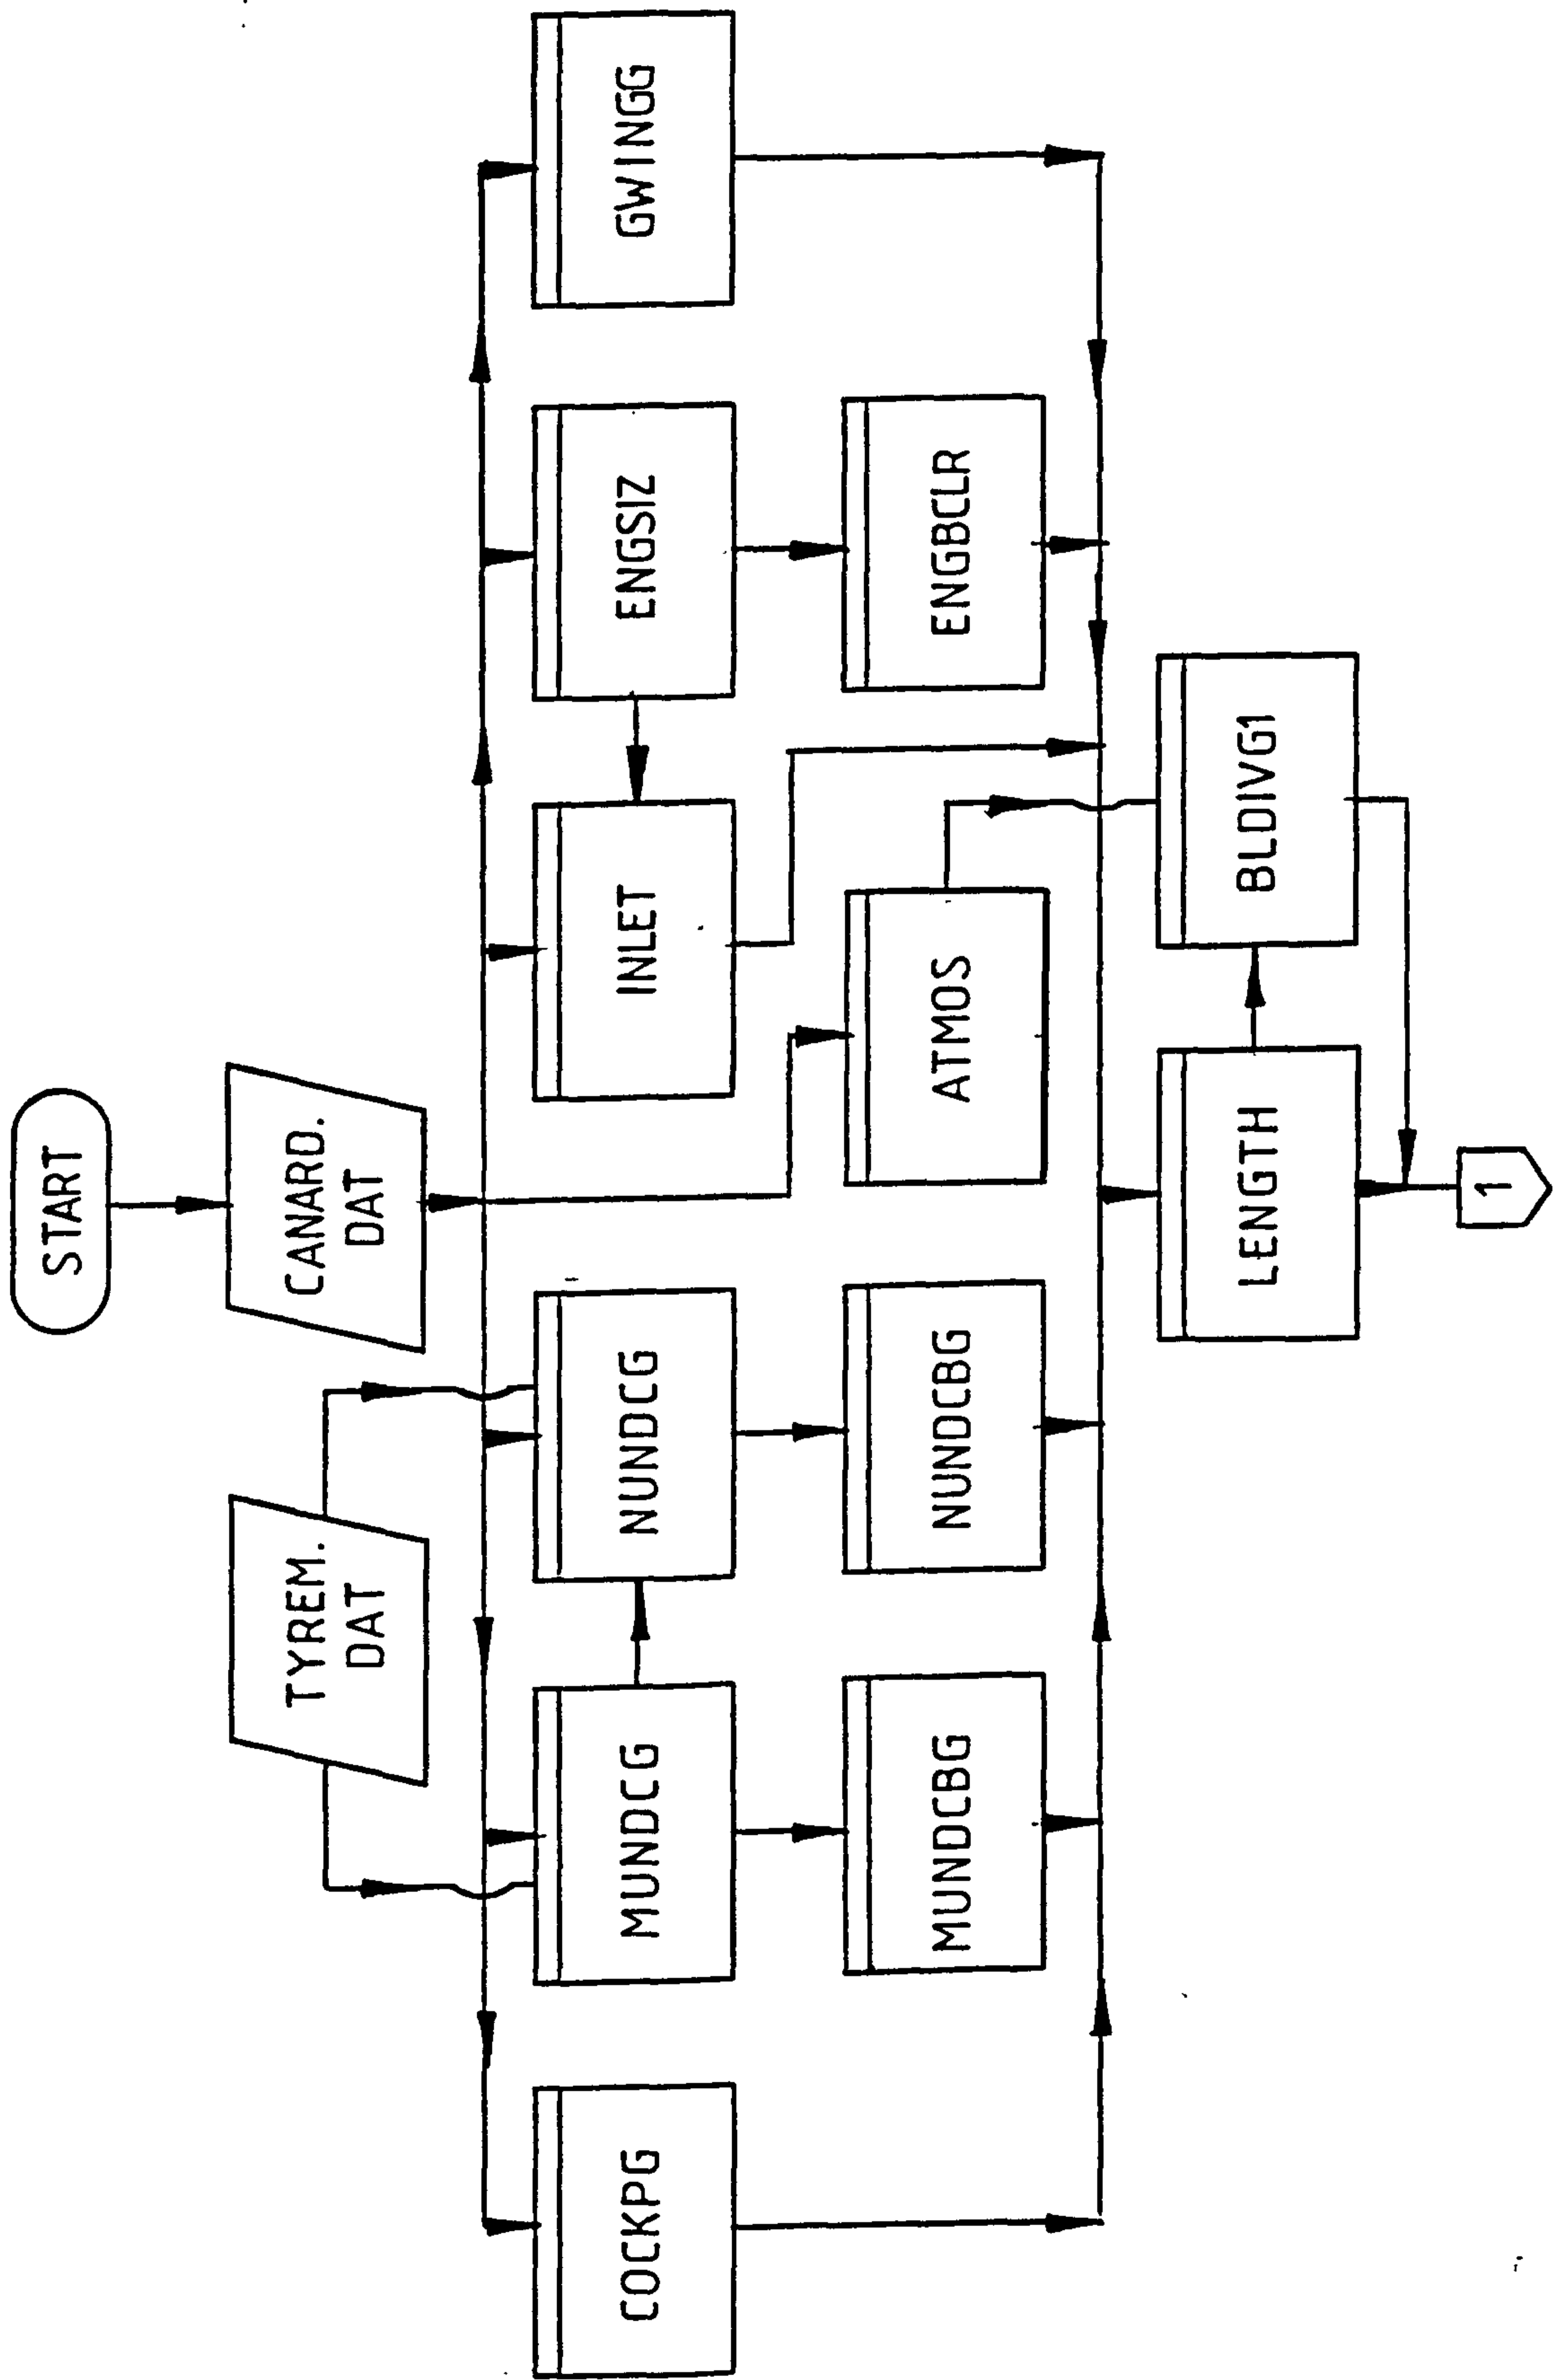 START
TYREM.
DAT
CANARD.
DAT
COCKPG
MUNDCG
NUNDCG
INLET
ENGSIZ
GWINGG
MUNDCBG
NUNDCBG
ATMOS
ENGBCLR
LENGTH
BLDIVG1
1